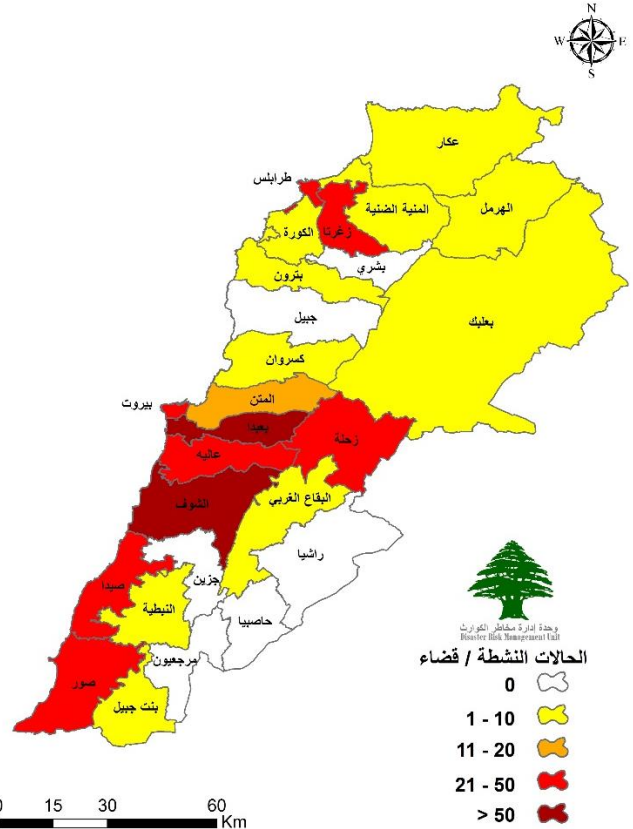 N
W E
S
عكار
طرابلس
المنية الضنية
الهرمل
زغرتا
الكورة
بشري
بترون
جبيل
بعلبك
كسروان
المتن
بيروت
بعبدا
زحلة
عاليه
الشوف
البقاع الغربي
راشيا
صيدا
جزين
النبطية
حاصبيا
مرجعيون
صور
بنت جبيل
وحدة إدارة مخاطر الكوارث
Disaster Risk Management Unit
الحالات النشطة / قضاء
0
1 - 10
11 - 20
21 - 50
> 50
0 15 30 60
Km